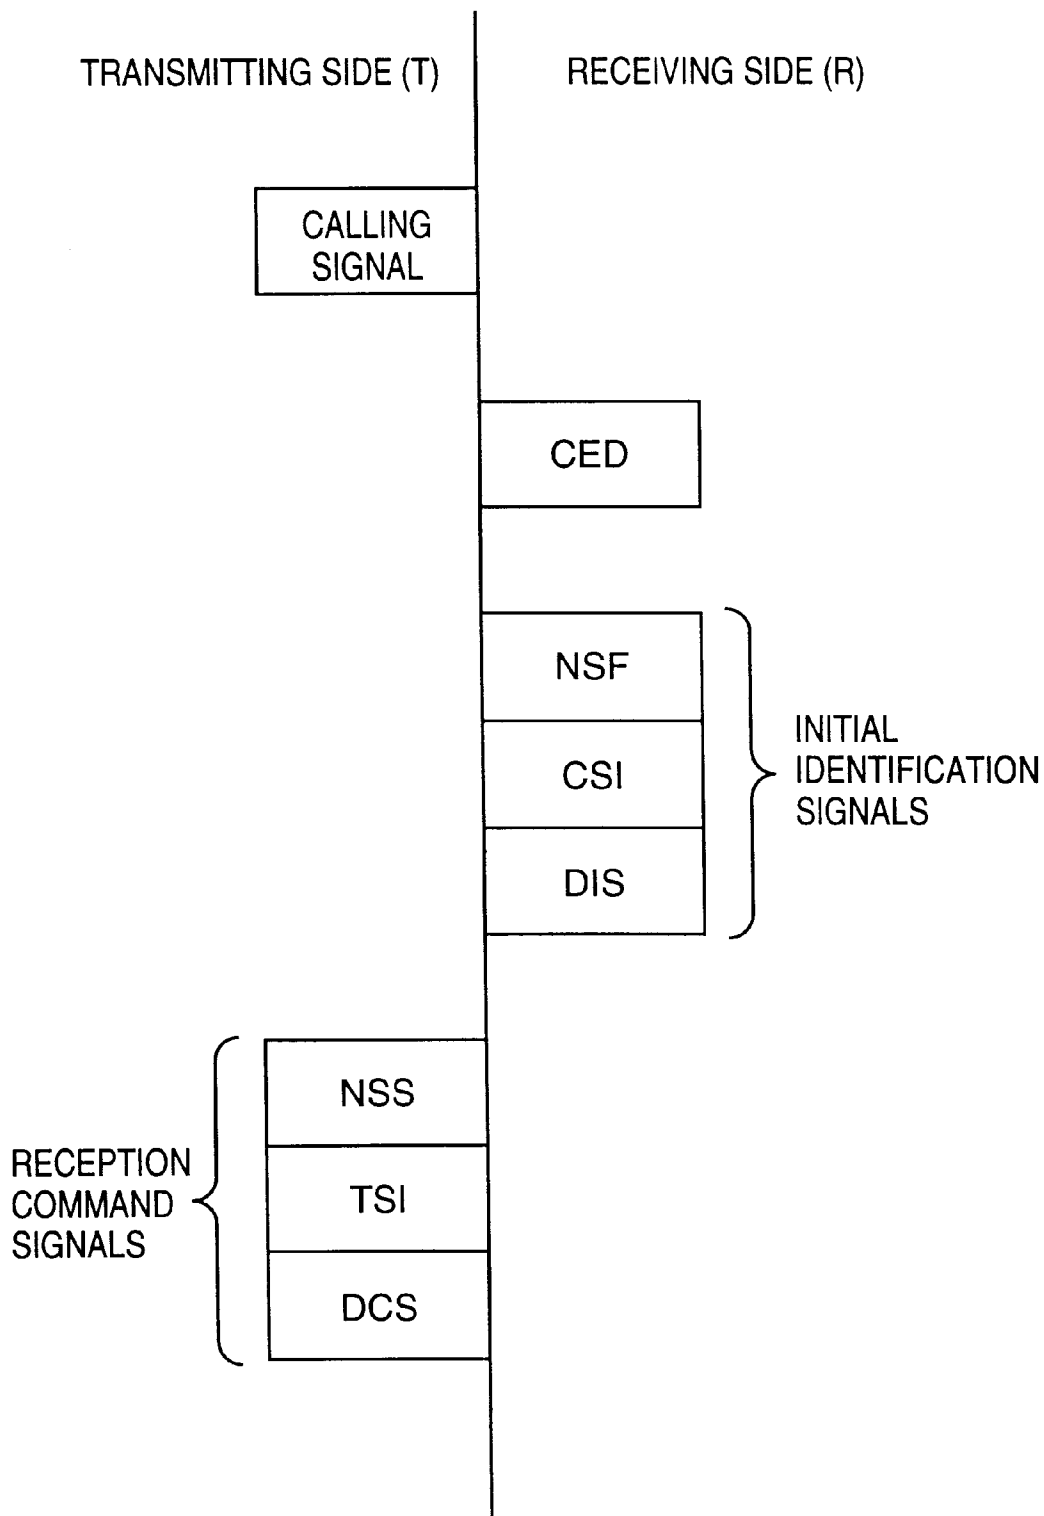 TRANSMITTING SIDE (T)
RECEIVING SIDE (R)
CALLING
SIGNAL
CED
NSF
CSI
DIS
INITIAL
IDENTIFICATION
SIGNALS
NSS
TSI
DCS
RECEPTION
COMMAND
SIGNALS